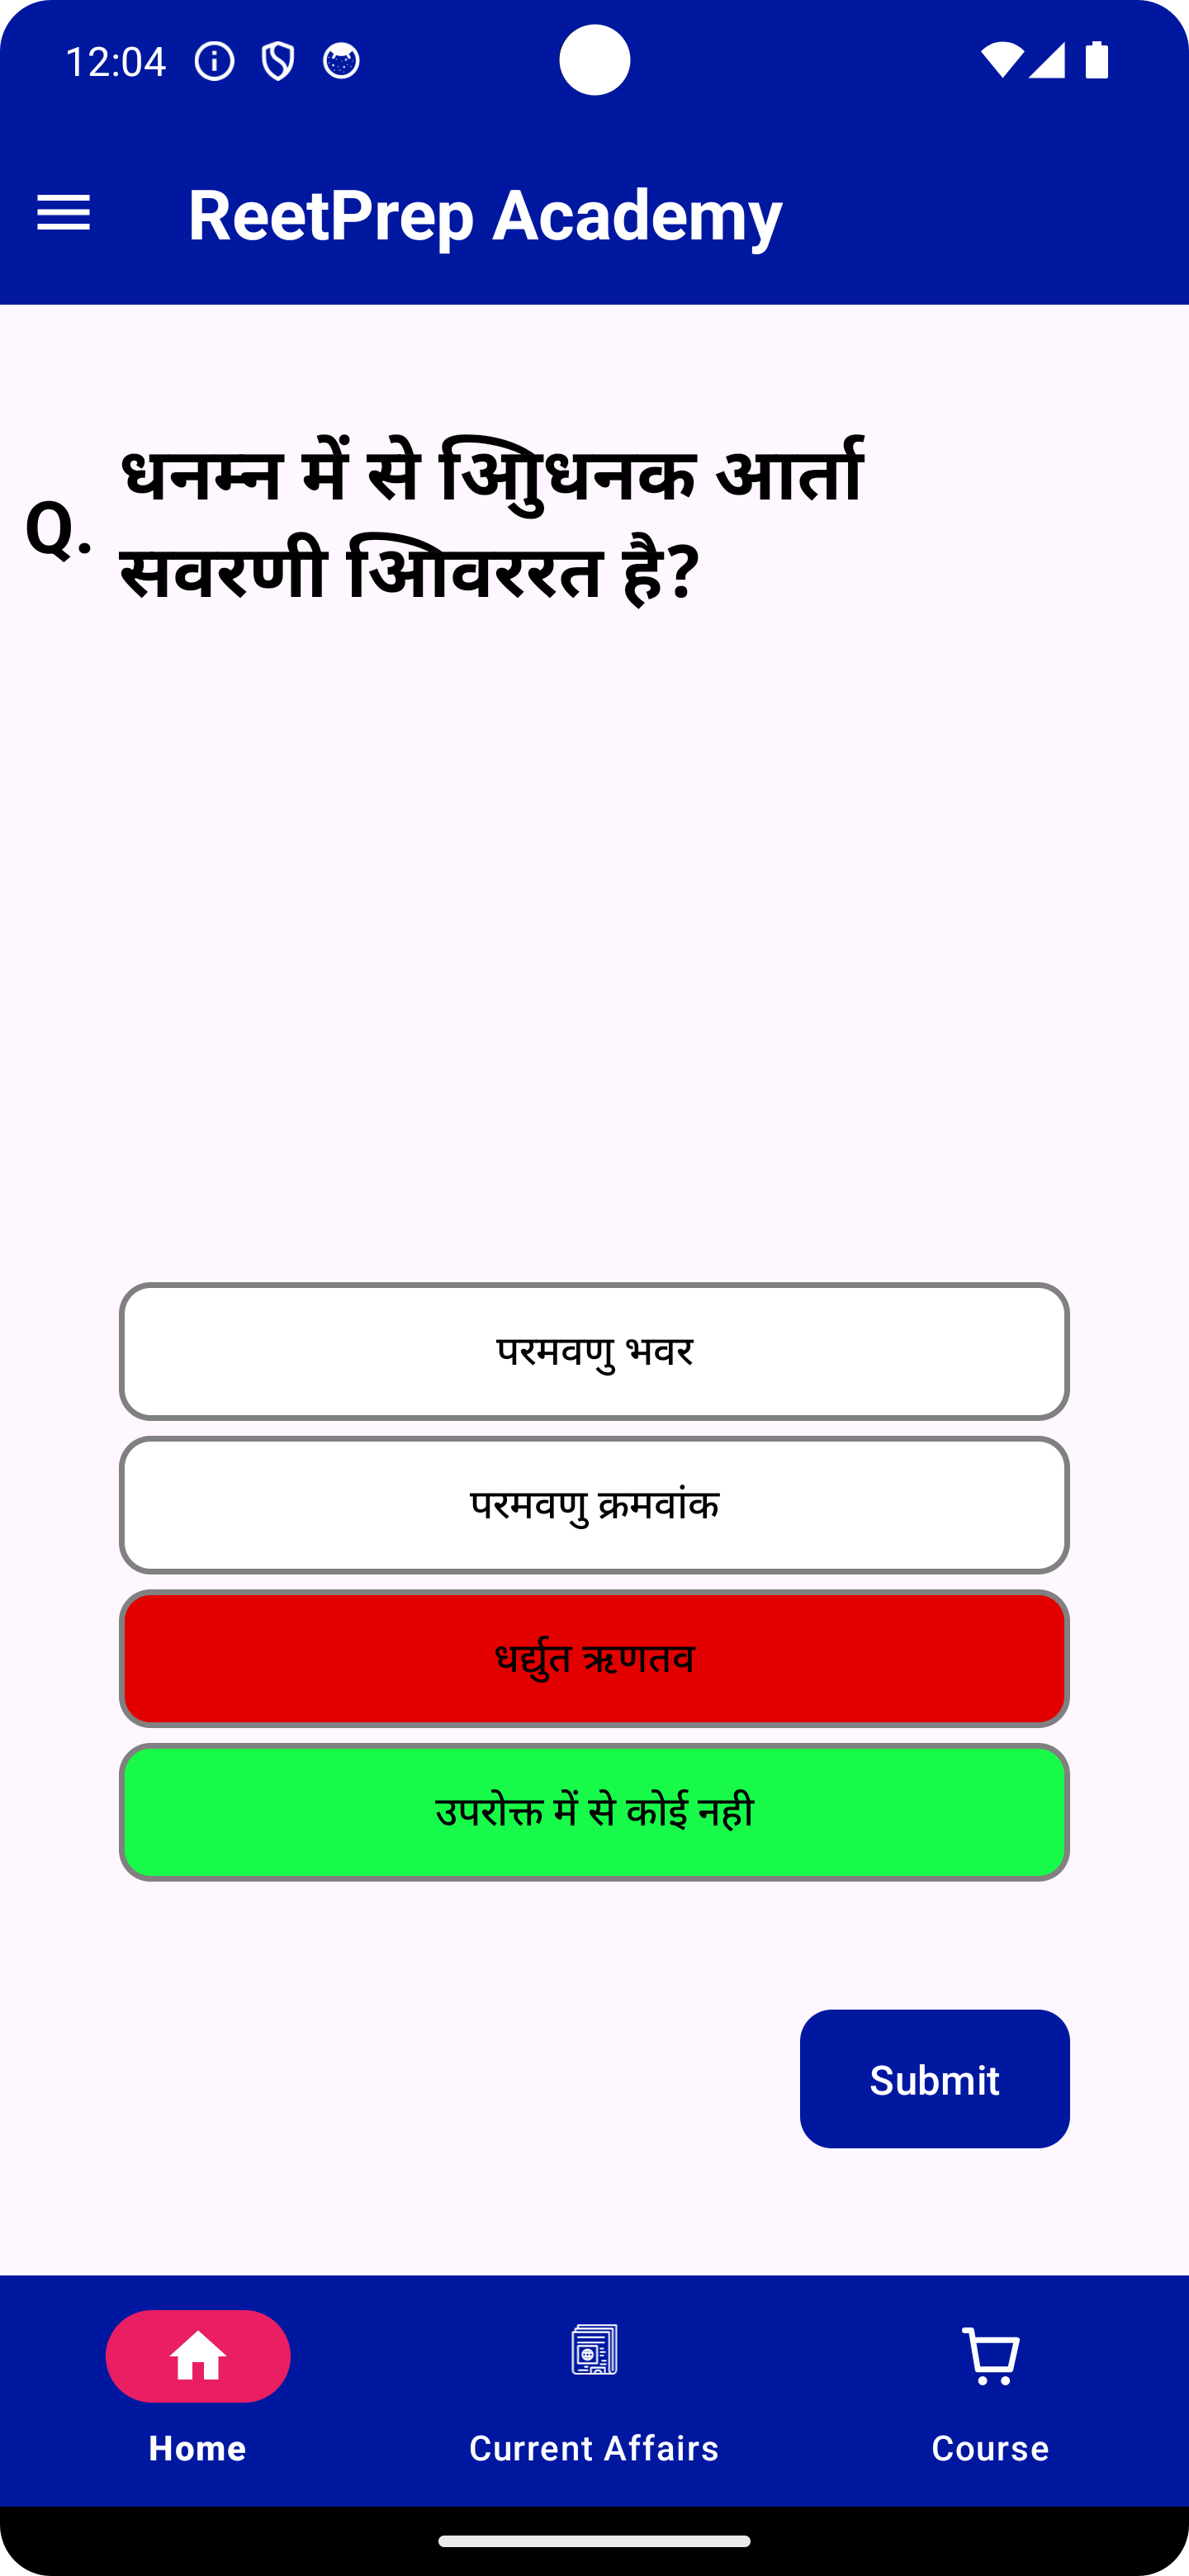 12:04
ReetPrep Academy
Q. धनम्न में से आिुधनक आर्ता
सवरणी आिवररत है?
परमवणु भवर
परमवणु क्रमवांक
धर्द्युत ऋणतव
उपरोक्त में से कोई नही
Submit
Home
Current Affairs
Course